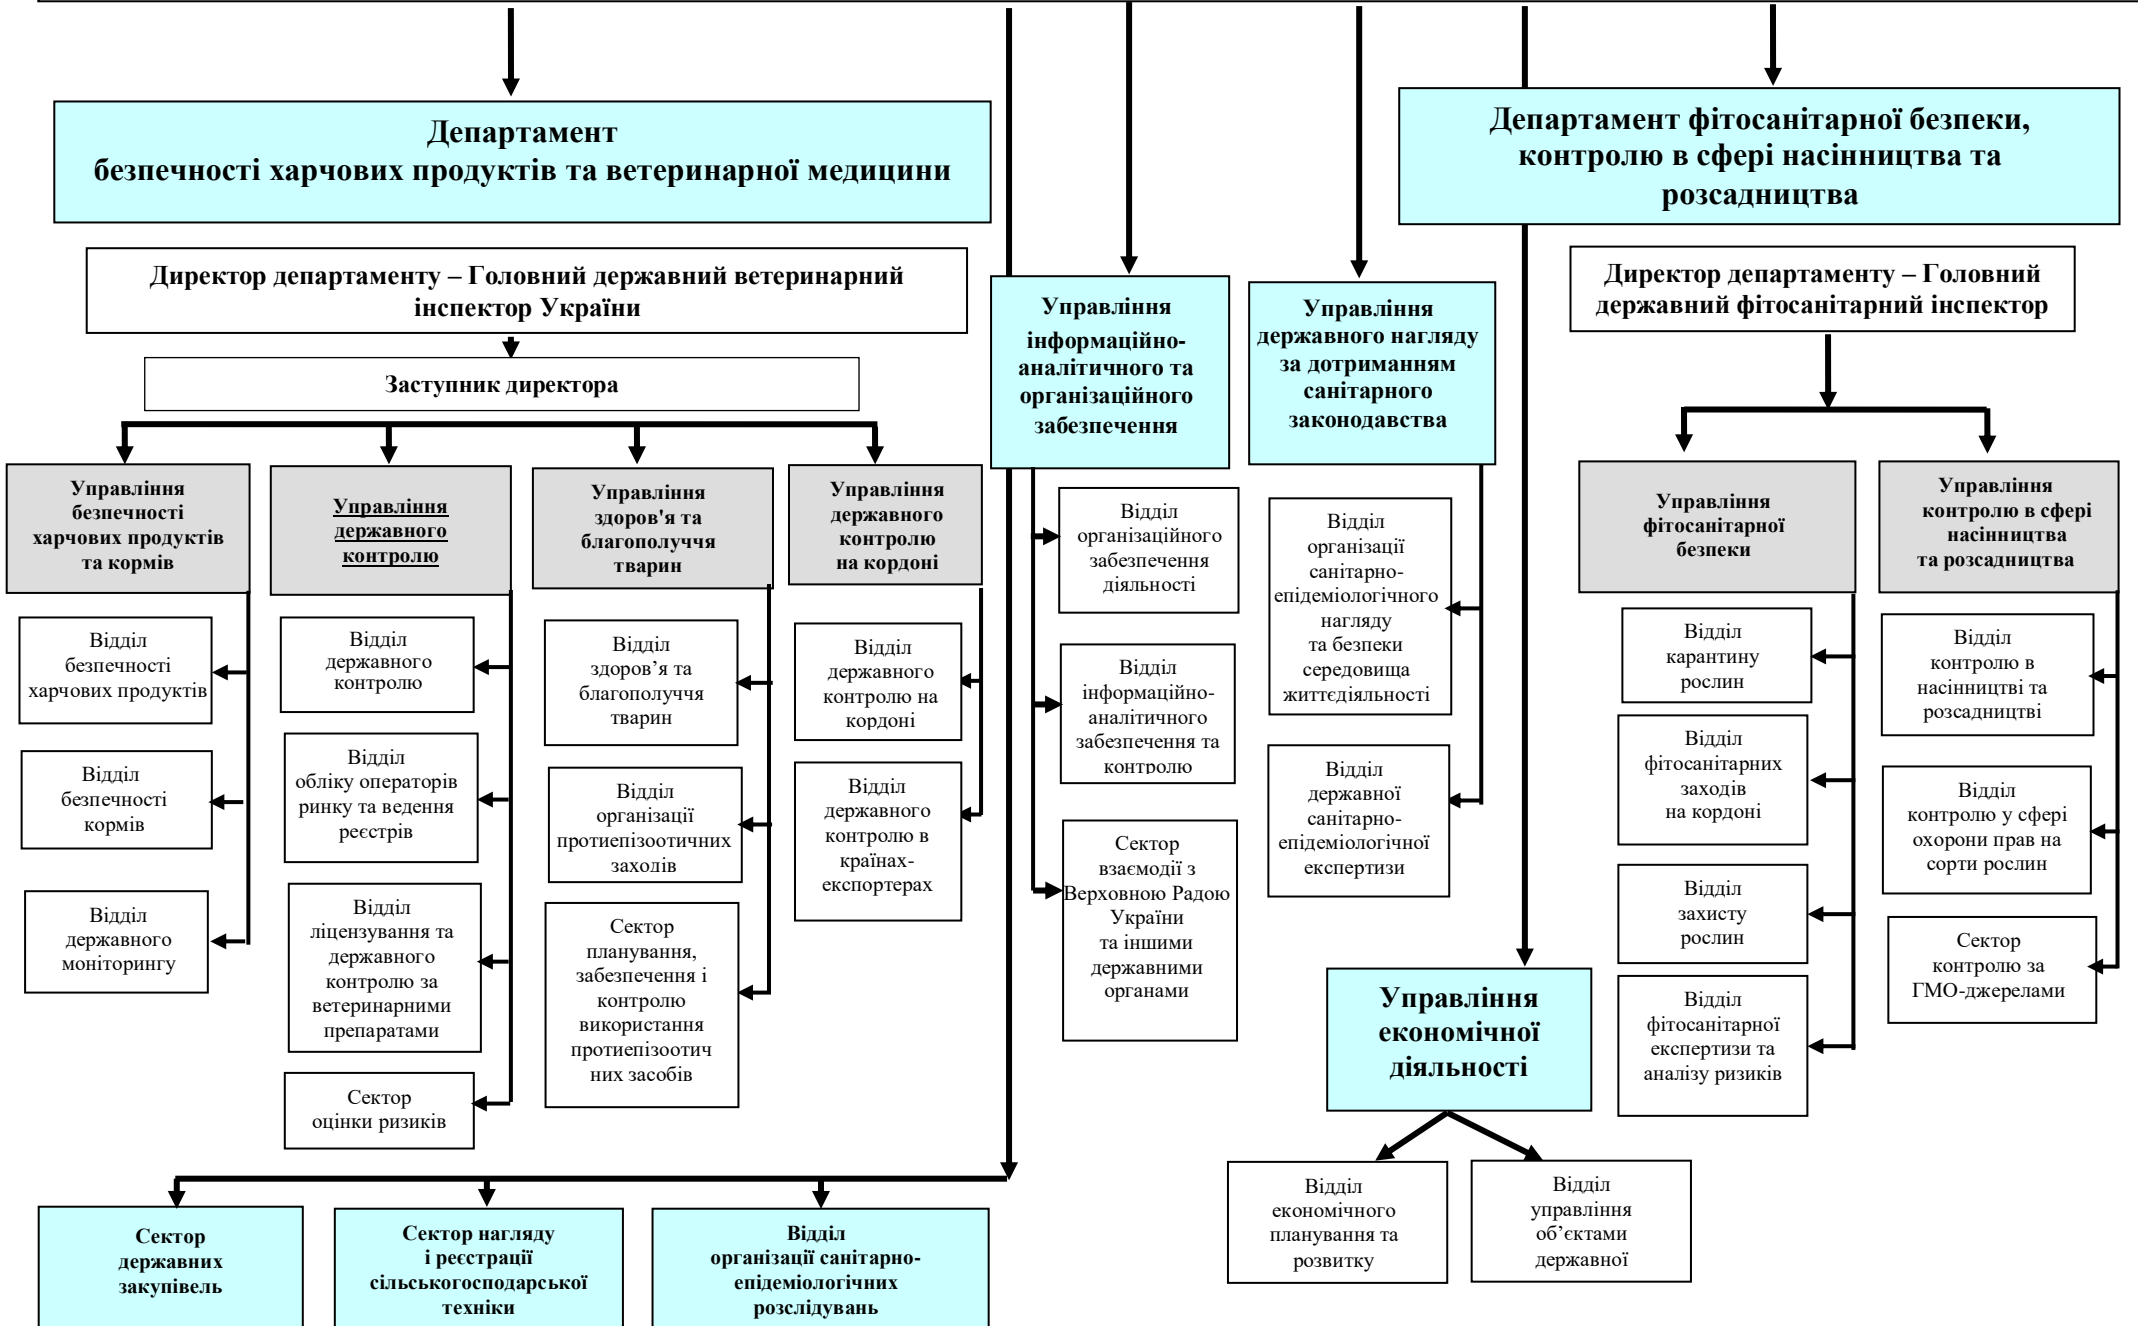 Департамент
безпечності харчових продуктів та ветеринарної медицини
Департамент фітосанітарної безпеки,
контролю в сфері насінництва та
розсадництва
Директор департаменту – Головний державний ветеринарний
інспектор України
Заступник директора
Управління
інформаційно-
аналітичного та
організаційного
забезпечення
Управління
державного нагляду
за дотриманням
санітарного
законодавства
Директор департаменту – Головний
державний фітосанітарний інспектор
Управління
безпечності
харчових продуктів
та кормів
Управління
державного
контролю
Управління
здоров'я та
благополуччя
тварин
Управління
державного
контролю
на кордоні
Управління
фітосанітарної
безпеки
Управління
контролю в сфері
насінництва
та розсадництва
Відділ
безпечності
харчових продуктів
Відділ
безпечності
кормів
Відділ
державного
моніторингу
Відділ
державного
контролю
Відділ
обліку операторів
ринку та ведення
реєстрів
Відділ
ліцензування та
державного
контролю за
ветеринарними
препаратами
Сектор
оцінки ризиків
Відділ
здоров’я та
благополуччя
тварин
Відділ
організації
протиепізоотичних
заходів
Сектор
планування,
забезпечення і
контролю
використання
протиепізоотич
них засобів
Відділ
державного
контролю на
кордоні
Відділ
державного
контролю в
країнах-
експортерах
Відділ
організаційного
забезпечення
діяльності
Відділ
інформаційно-
аналітичного
забезпечення та
контролю
Сектор
взаємодії з
Верховною Радою
України
та іншими
державними
органами
Відділ
організації
санітарно-
епідеміологічного
нагляду
та безпеки
середовища
життєдіяльності
Відділ
державної
санітарно-
епідеміологічної
експертизи
Відділ
карантину
рослин
Відділ
фітосанітарних
заходів
на кордоні
Відділ
захисту
рослин
Відділ
фітосанітарної
експертизи та
аналізу ризиків
Відділ
контролю в
насінництві та
розсадництві
Відділ
контролю у сфері
охорони прав на
сорти рослин
Сектор
контролю за
ГМО-джерелами
Управління
економічної
діяльності
Відділ
економічного
планування та
розвитку
Відділ
управління
об’єктами
державної
Сектор
державних
закупівель
Сектор нагляду
і реєстрації
сільськогосподарської
техніки
Відділ
організації санітарно-
епідеміологічних
розслідувань